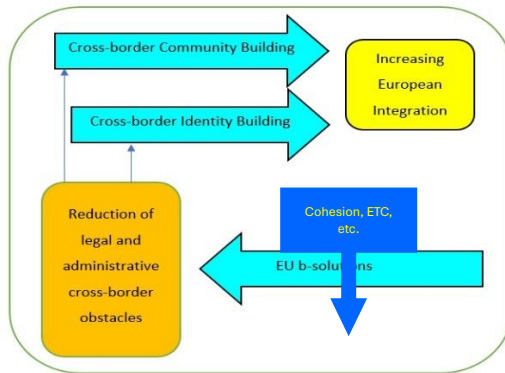 Cross-border Community Building
Increasing
European
Integration
Cross-border Identity Building
Reduction of
legal and
administrative
cross-border
obstacles
Cohesion, ETC,
etc.
EU b-solutions